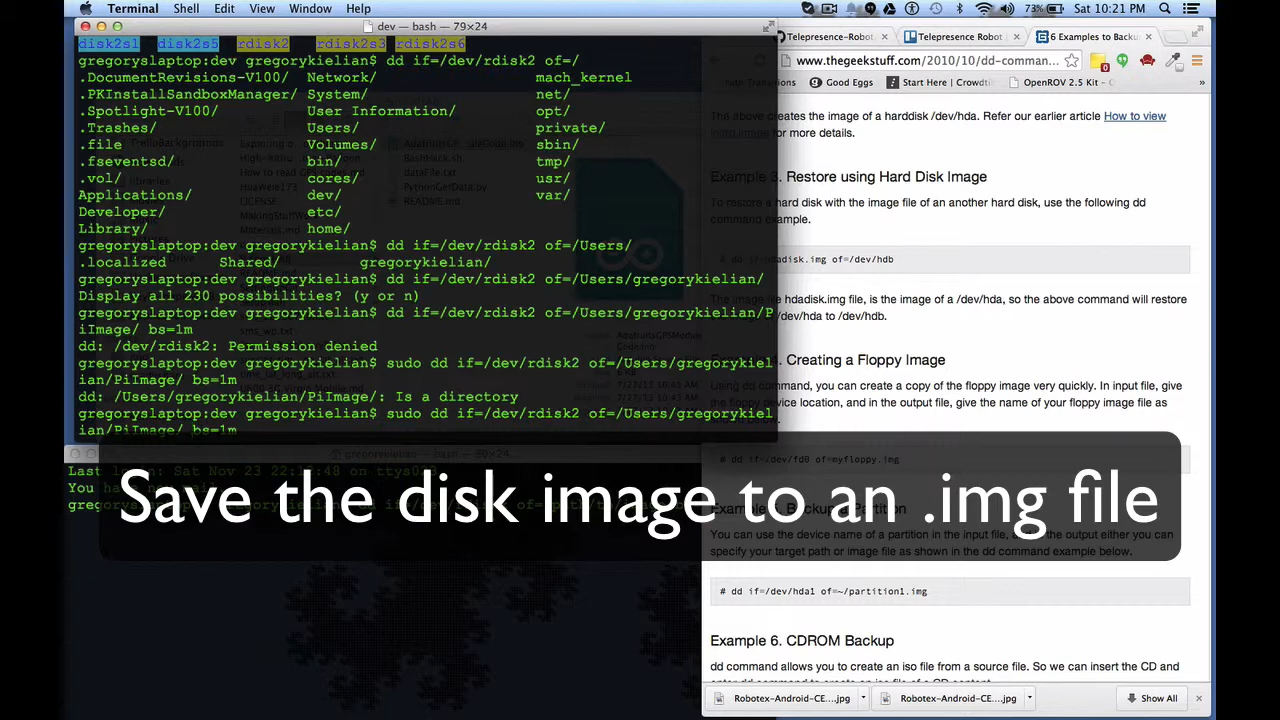 Terminal Shell Edit View Window Help 73% Sat 10:21 PM
dev — bash — 79×24
disk2s1 disk2s5 rdisk2 rdisk2s3 rdisk2s6
gregoryslaptop:dev gregorykielian$ dd if=/dev/rdisk2 of=/
.DocumentRevisions-V100/ Network/ mach_kernel
.PKInstallSandboxManager/ System/ net/
.Spotlight-V100/ User Information/ opt/
.Trashes/ Users/ private/
.file Volumes/ sbin/
.fseventsd/ bin/ tmp/
.vol/ cores/ usr/
Applications/ dev/ var/
Developer/ etc/
Library/ home/
gregoryslaptop:dev gregorykielian$ dd if=/dev/rdisk2 of=/Users/
.localized Shared/ gregorykielian/
gregoryslaptop:dev gregorykielian$ dd if=/dev/rdisk2 of=/Users/gregorykielian/
Display all 230 possibilities? (y or n)
gregoryslaptop:dev gregorykielian$ dd if=/dev/rdisk2 of=/Users/gregorykielian/P
iImage/ bs=1m
dd: /dev/rdisk2: Permission denied
gregoryslaptop:dev gregorykielian$ sudo dd if=/dev/rdisk2 of=/Users/gregorykiel
ian/PiImage/ bs=1m
dd: /Users/gregorykielian/PiImage/: Is a directory
gregoryslaptop:dev gregorykielian$ sudo dd if=/dev/rdisk2 of=/Users/gregorykiel
ian/PiImage/ bs=1m
Save the disk image to an .img file
Telepresence-Robot Telepresence Robot 6 Examples to Backu
www.thegeekstuff.com/2010/10/dd-comman...
Good Eggs Start Here | Crowdti OpenROV 2.5 Kit - G »
The above creates the image of a harddisk /dev/hda. Refer our earlier article How to view
for more details.
Example 3. Restore using Hard Disk Image
To restore a hard disk with the image file of an another hard disk, use the following dd
command example.
of=/dev/hdb
The image file hdadisk.img file, is the image of a /dev/hda, so the above command will restore
/dev/hda to /dev/hdb.
Example 4. Creating a Floppy Image
Using dd command, you can create a copy of the floppy image very quickly. In input file, give
the floppy device location, and in the output file, give the name of your floppy image file as
# dd if=/dev/fd0 of=myfloppy.img
You can use the device name of a partition in the input file, and in the output either you can
specify your target path or image file as shown in the dd command example below.
# dd if=/dev/hda1 of=~/partition1.img
Example 6. CDROM Backup
dd command allows you to create an iso file from a source file. So we can insert the CD and
Robotex-Android-CE....jpg Robotex-Android-CE....jpg Show All